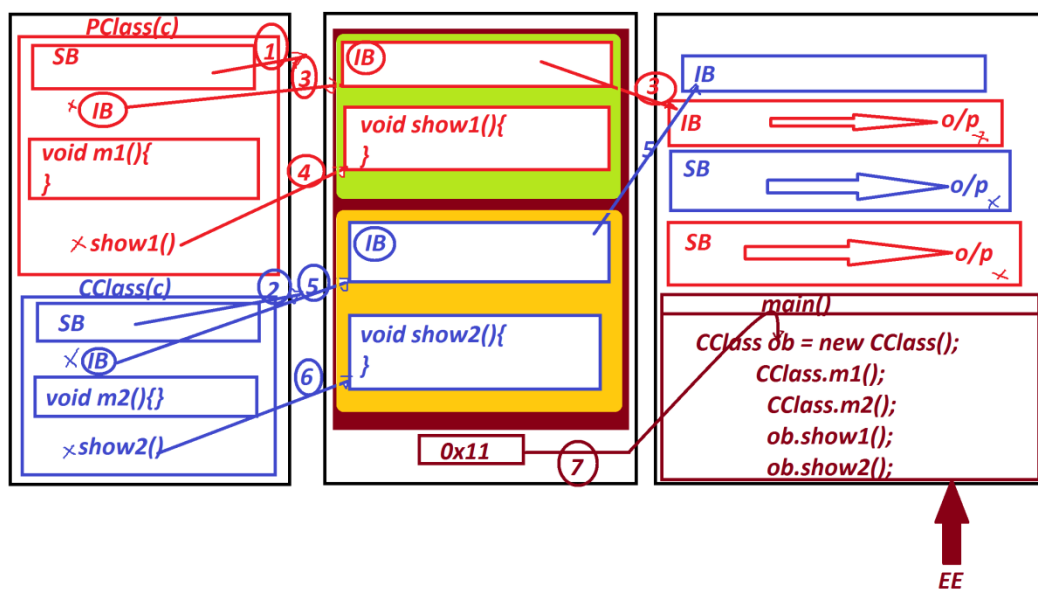 PClass(c)
1
SB
3
IB
void m1(){
}
4
show1()
CClass(c)
2
5
SB
IB
void m2(){}
6
show2()
IB
void show1(){
}
IB
void show2(){
}
0x11
7
IB
3
IB
o/p
5
SB
o/p
SB
o/p
main()
CClass ob = new CClass();
CClass.m1();
CClass.m2();
ob.show1();
ob.show2();
EE